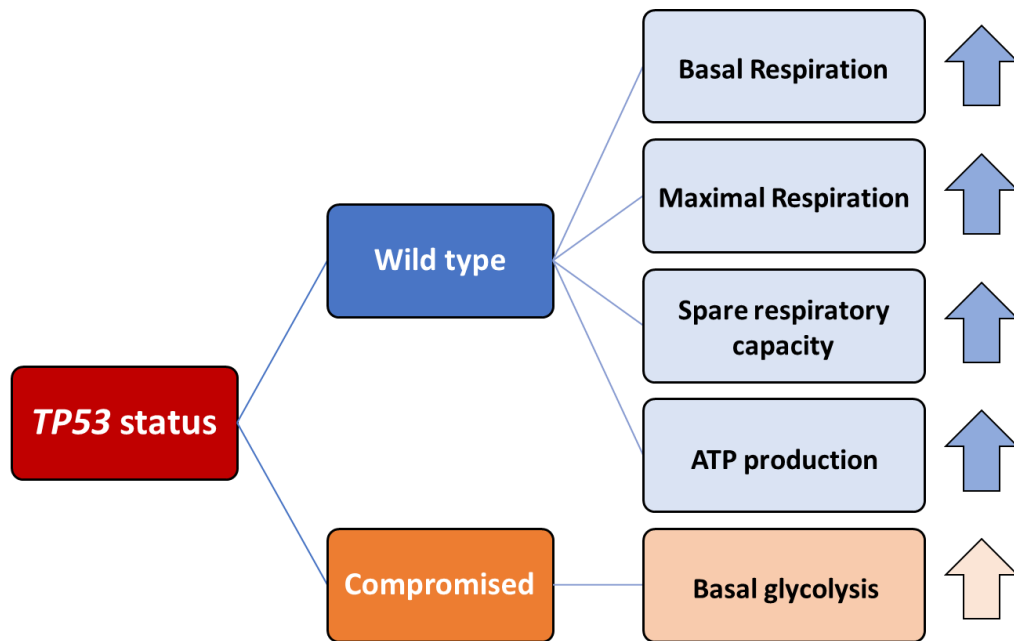 Basal Respiration
Maximal Respiration
Wild type
Spare respiratory
capacity
TP53 status
ATP production
Compromised
Basal glycolysis